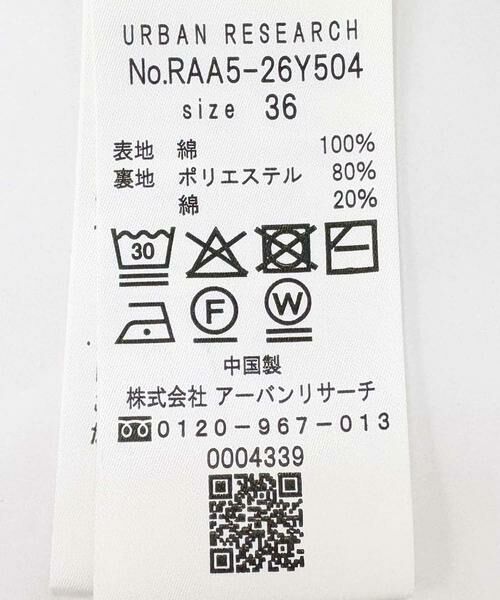 URBAN RESEARCH
No.RAA5-26Y504
size 36
表地 綿 100%
裏地 ポリエステル 80%
綿 20%
30
F W
中国製
株式会社 アーバンリサーチ
0120-967-013
0004339